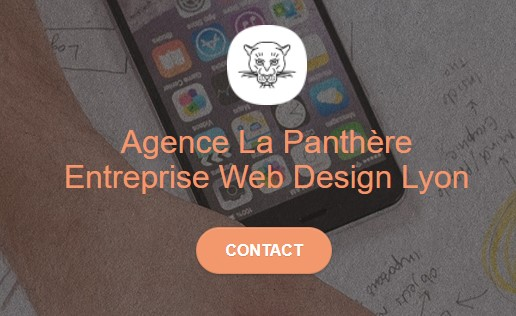 Agence La Panthère
Entreprise Web Design Lyon
CONTACT